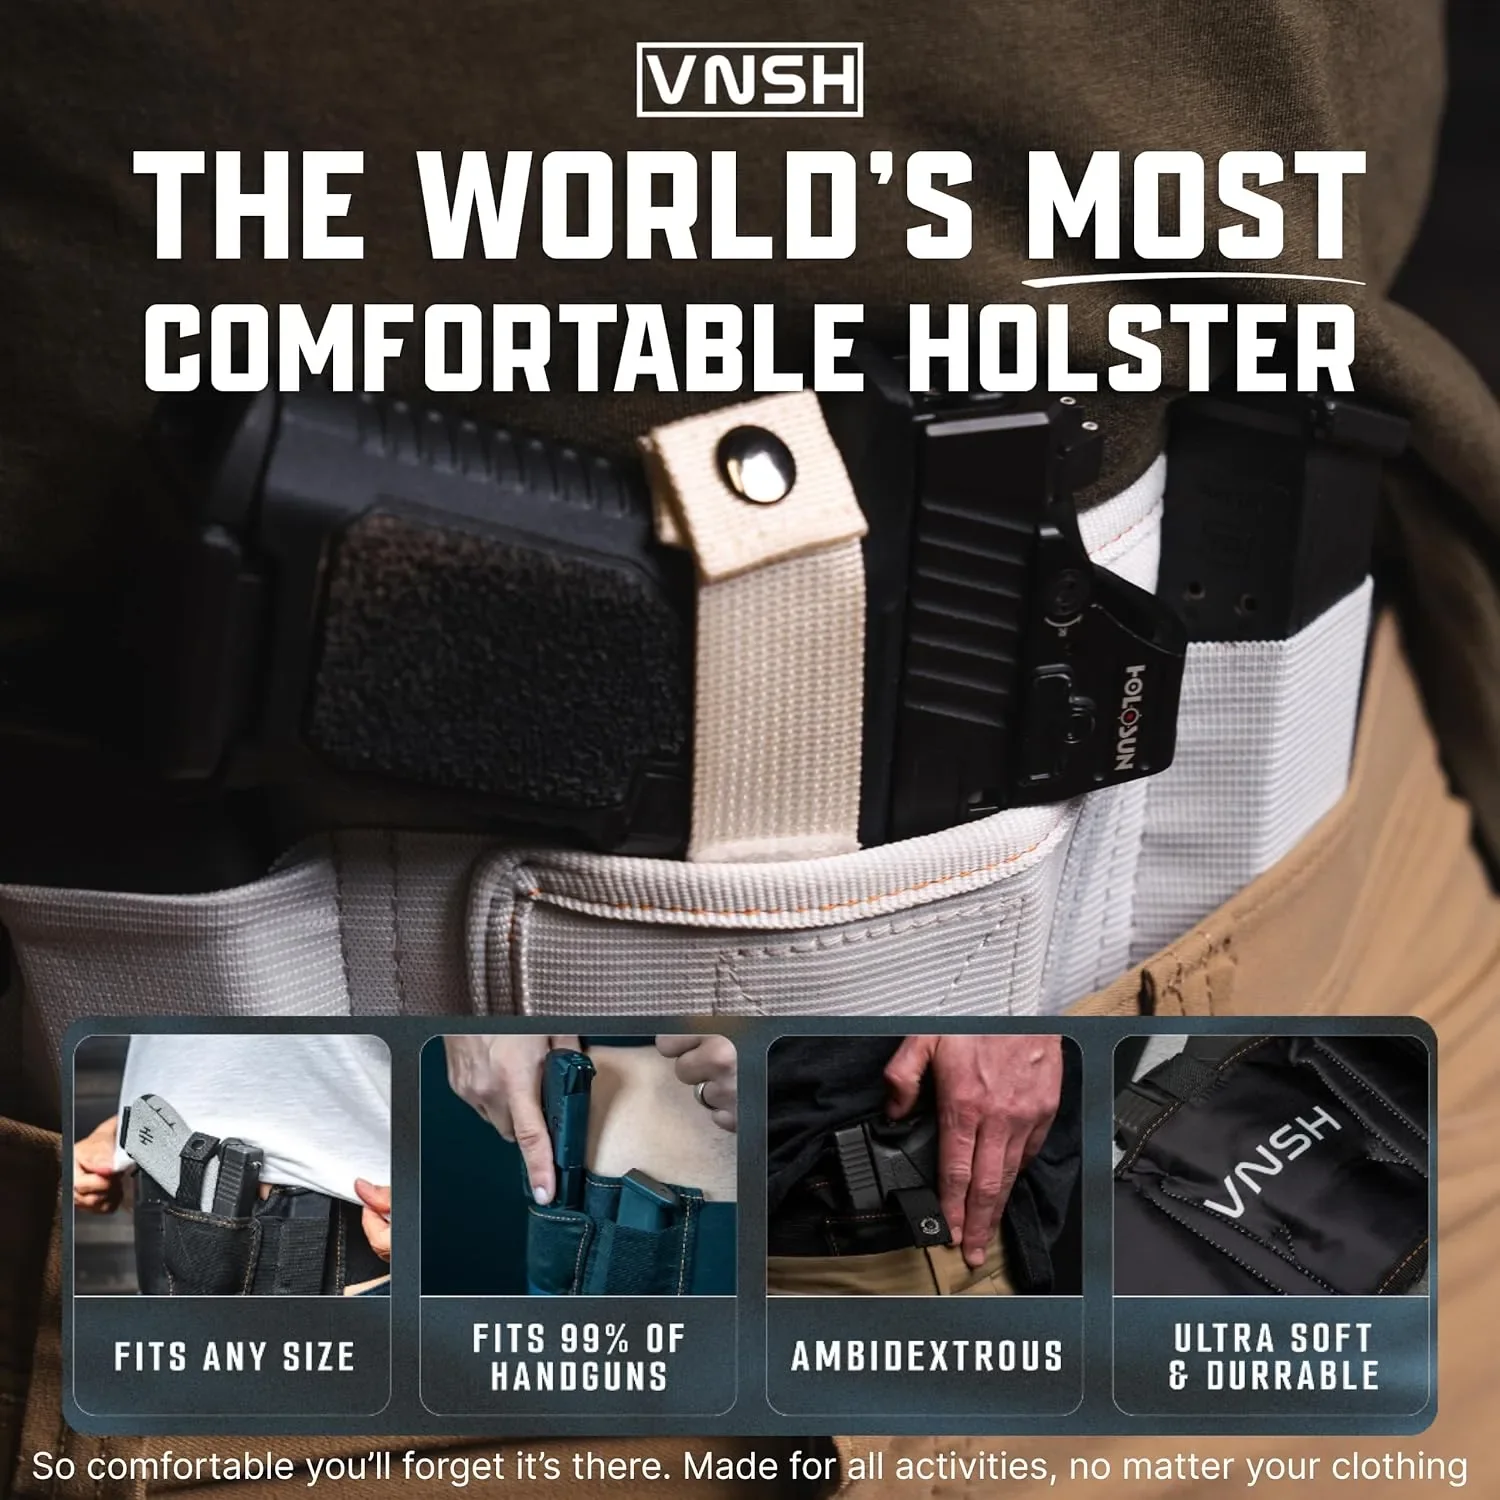 VNSH
THE WORLD'S MOST
COMFORTABLE HOLSTER
HOLOSUN
VNSH
FITS ANY SIZE
FITS 99% OF
HANDGUNS
AMBIDEXTROUS
ULTRA SOFT
& DURRABLE
So comfortable you'll forget it's there. Made for all activities, no matter your clothing